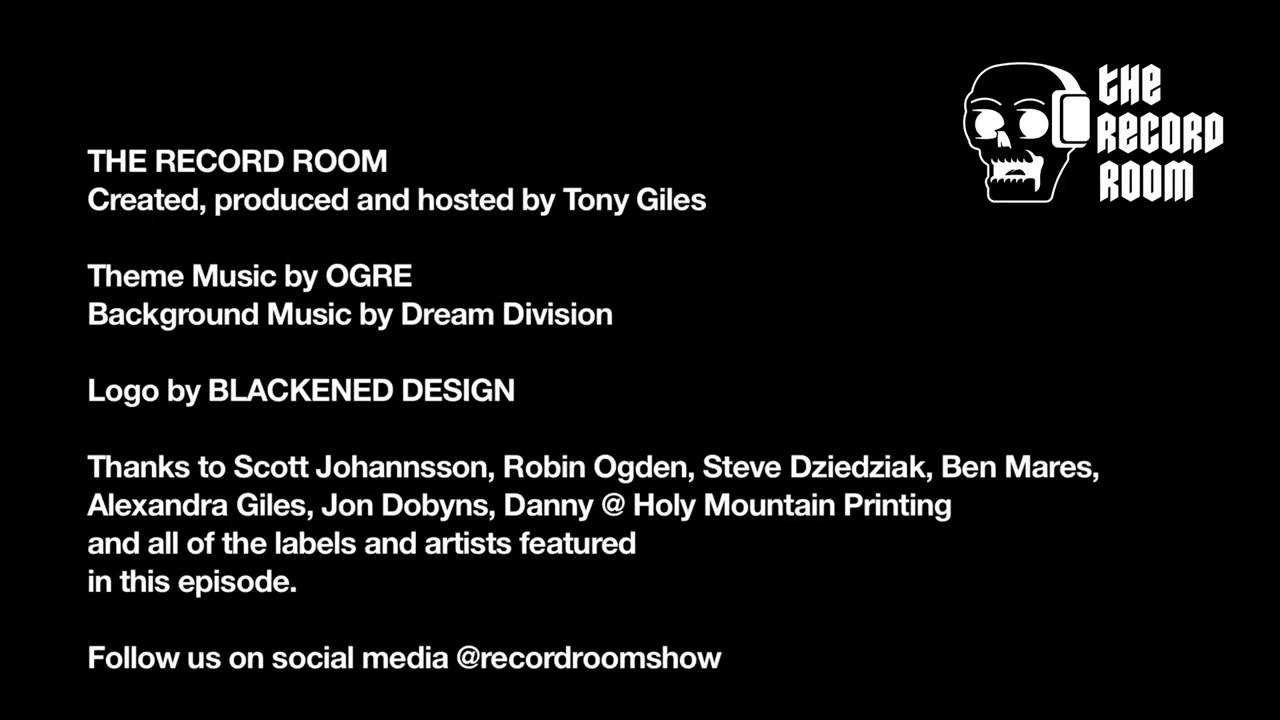 THE RECORD ROOM
THE RECORD ROOM
Created, produced and hosted by Tony Giles
Theme Music by OGRE
Background Music by Dream Division
Logo by BLACKENED DESIGN
Thanks to Scott Johannsson, Robin Ogden, Steve Dziedziak, Ben Mares,
Alexandra Giles, Jon Dobyns, Danny @ Holy Mountain Printing
and all of the labels and artists featured
in this episode.
Follow us on social media @recordroomshow